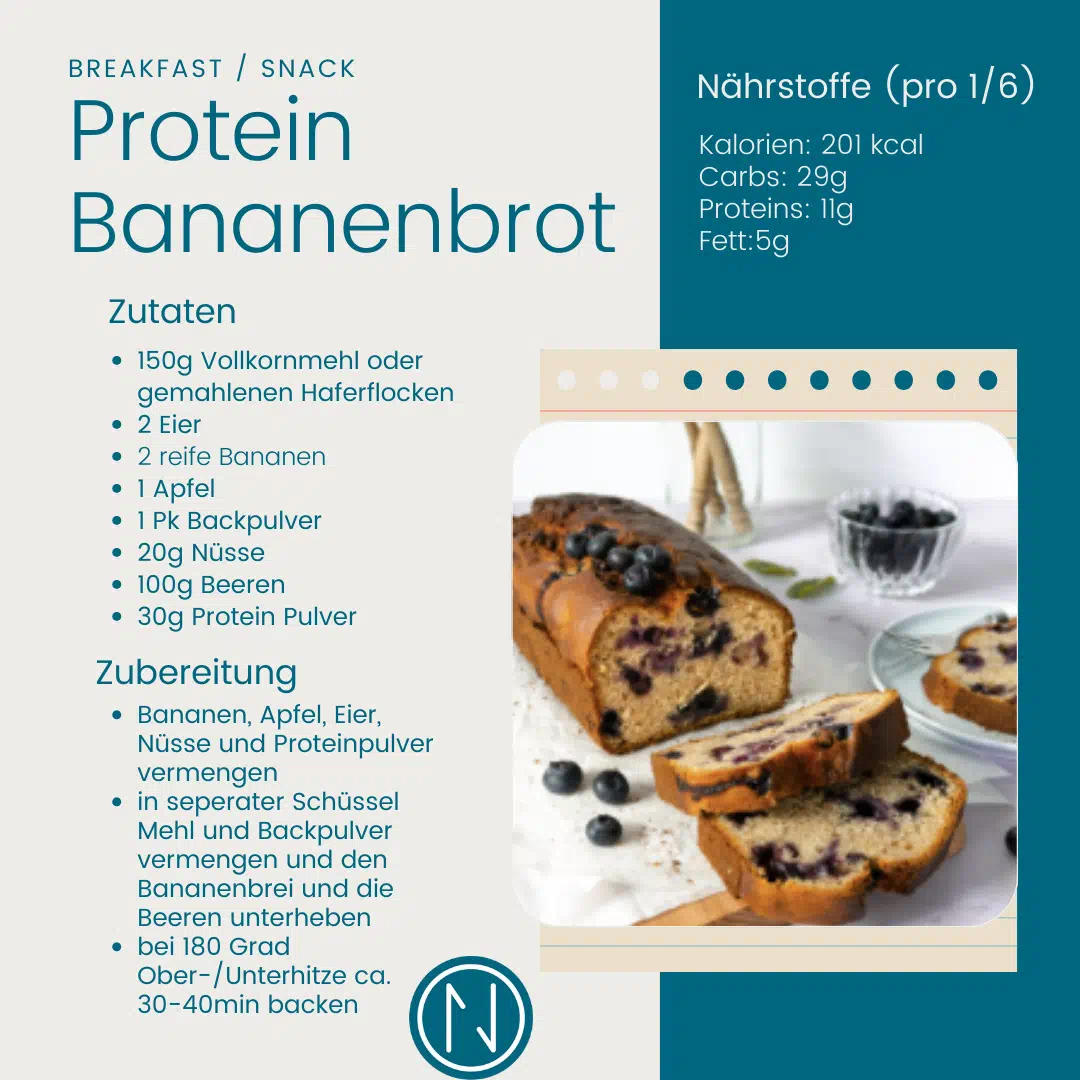 BREAKFAST / SNACK
Protein
Bananenbrot
Zutaten
• 150g Vollkornmehl oder
gemahlenen Haferflocken
• 2 Eier
• 2 reife Bananen
• 1 Apfel
• 1 Pk Backpulver
• 20g Nüsse
• 100g Beeren
• 30g Protein Pulver
Zubereitung
• Bananen, Apfel, Eier,
Nüsse und Proteinpulver
vermengen
• in seperater Schüssel
Mehl und Backpulver
vermengen und den
Bananenbrei und die
Beeren unterheben
• bei 180 Grad
Ober-/Unterhitze ca.
30-40min backen
Nährstoffe (pro 1/6)
Kalorien: 201 kcal
Carbs: 29g
Proteins: 11g
Fett:5g